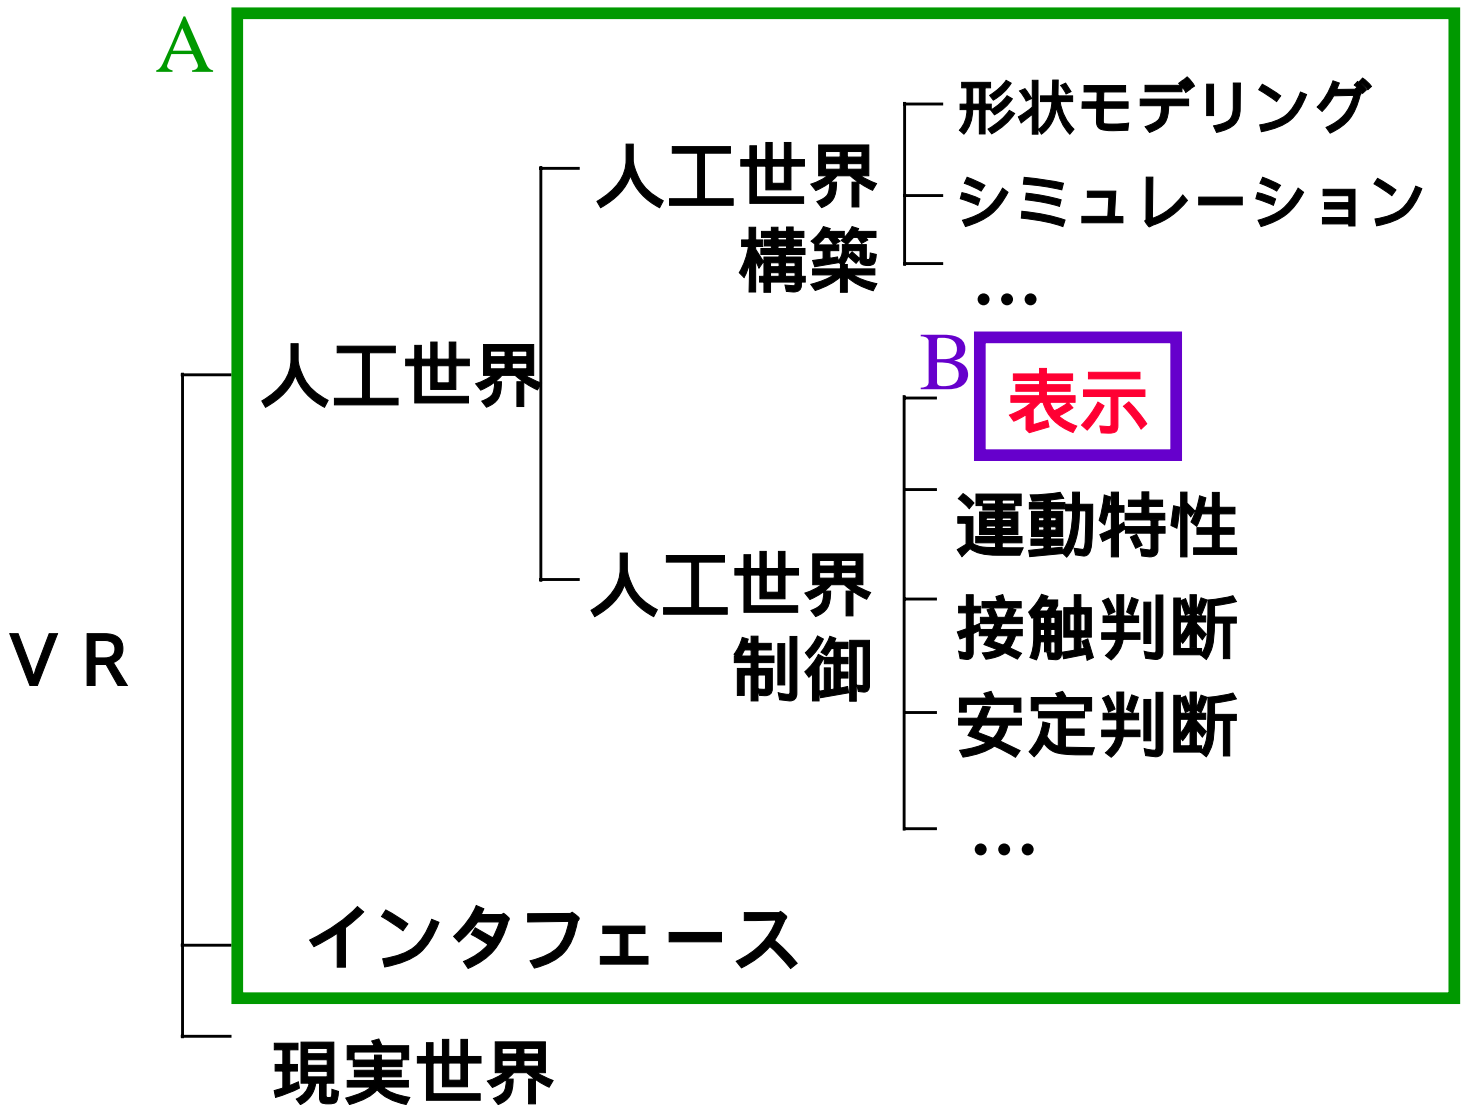 A
形状モデリング
シミュレーション
…
人工世界
構築
人工世界
B
表示
運動特性
接触判断
安定判断
…
人工世界
制御
ＶＲ
インタフェース
現実世界